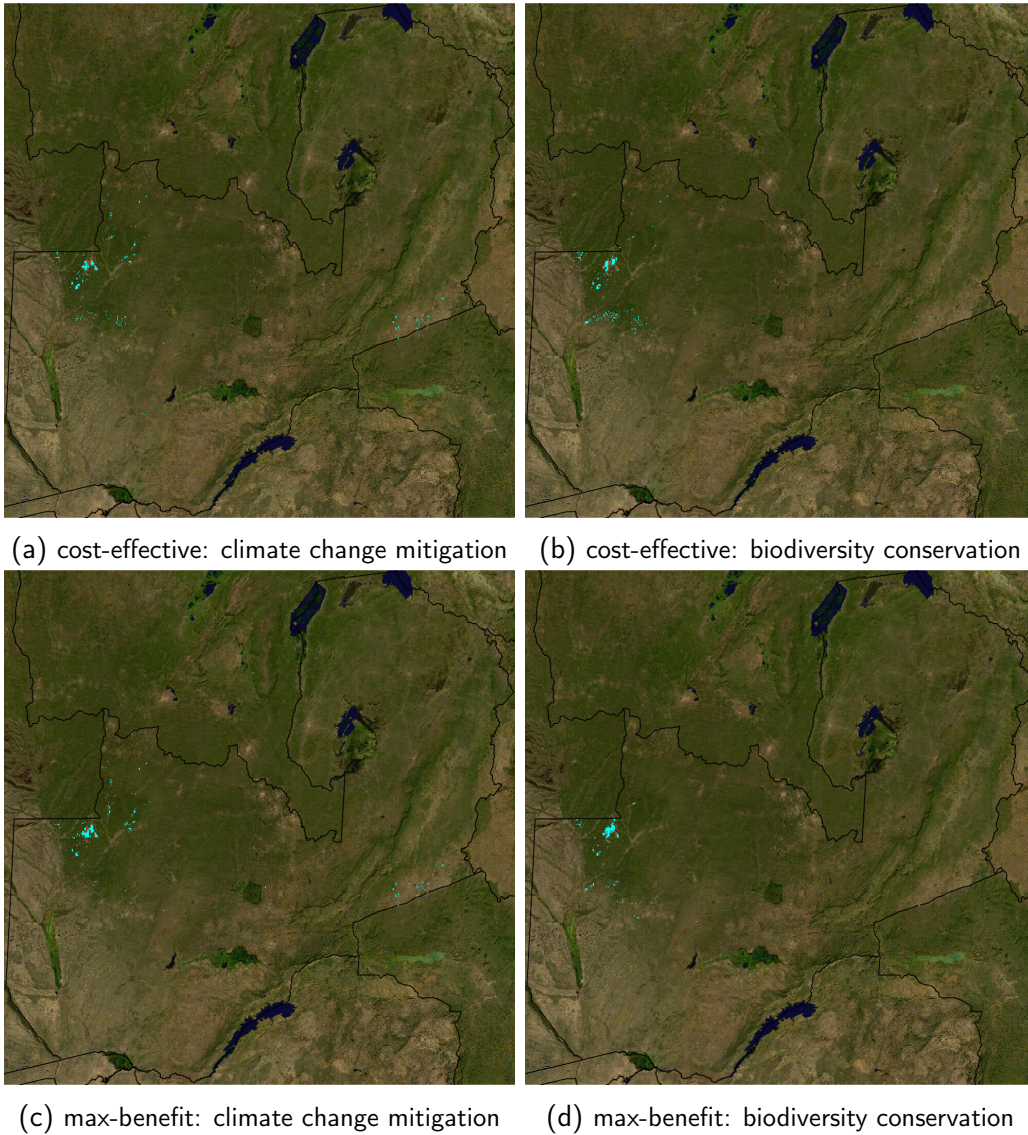 (a) cost-effective: climate change mitigation
(b) cost-effective: biodiversity conservation
(c) max-benefit: climate change mitigation
(d) max-benefit: biodiversity conservation